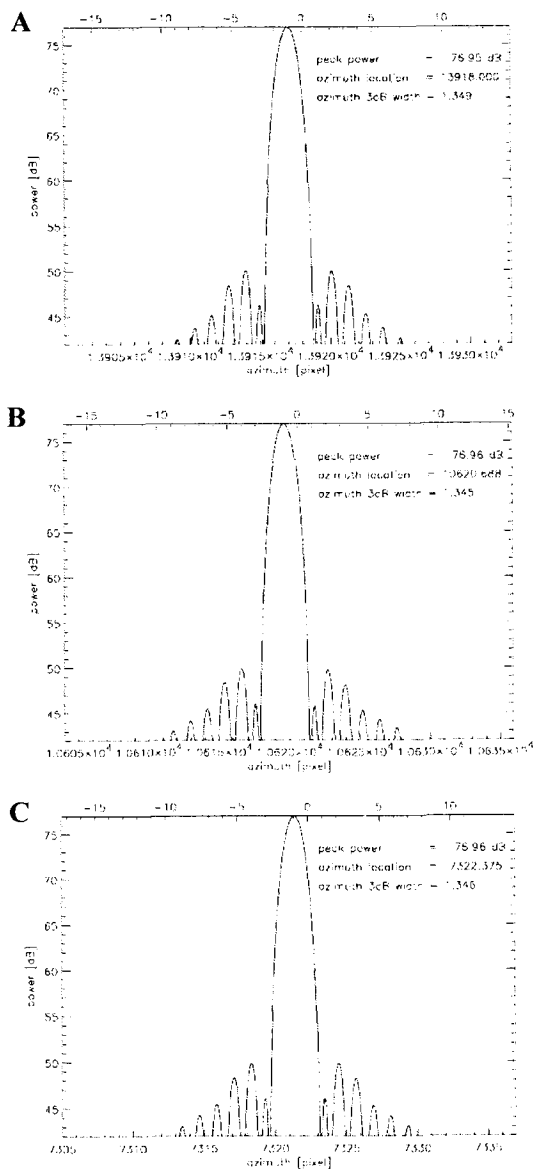 A
-15 -10 -5 0 5 10
peak power = 76.95 dB
azimuth location = 13918.000
azimuth 3dB width = 1.349
75
70
65
60
55
50
45
power [dB]
1.3905×10⁴ 1.3910×10⁴ 1.3915×10⁴ 1.3920×10⁴ 1.3925×10⁴ 1.3930×10⁴
azimuth [pixel]
B
-15 -10 -5 0 5 10 15
peak power = 76.96 dB
azimuth location = 10620.688
azimuth 3dB width = 1.345
75
70
65
60
55
50
45
power [dB]
1.0605×10⁴ 1.0610×10⁴ 1.0615×10⁴ 1.0620×10⁴ 1.0625×10⁴ 1.0630×10⁴ 1.0635×10⁴
azimuth [pixel]
C
-15 -10 -5 0 5 10
peak power = 76.96 dB
azimuth location = 7322.375
azimuth 3dB width = 1.346
75
70
65
60
55
50
45
power [dB]
7305 7310 7315 7320 7325 7330 7335
azimuth [pixel]